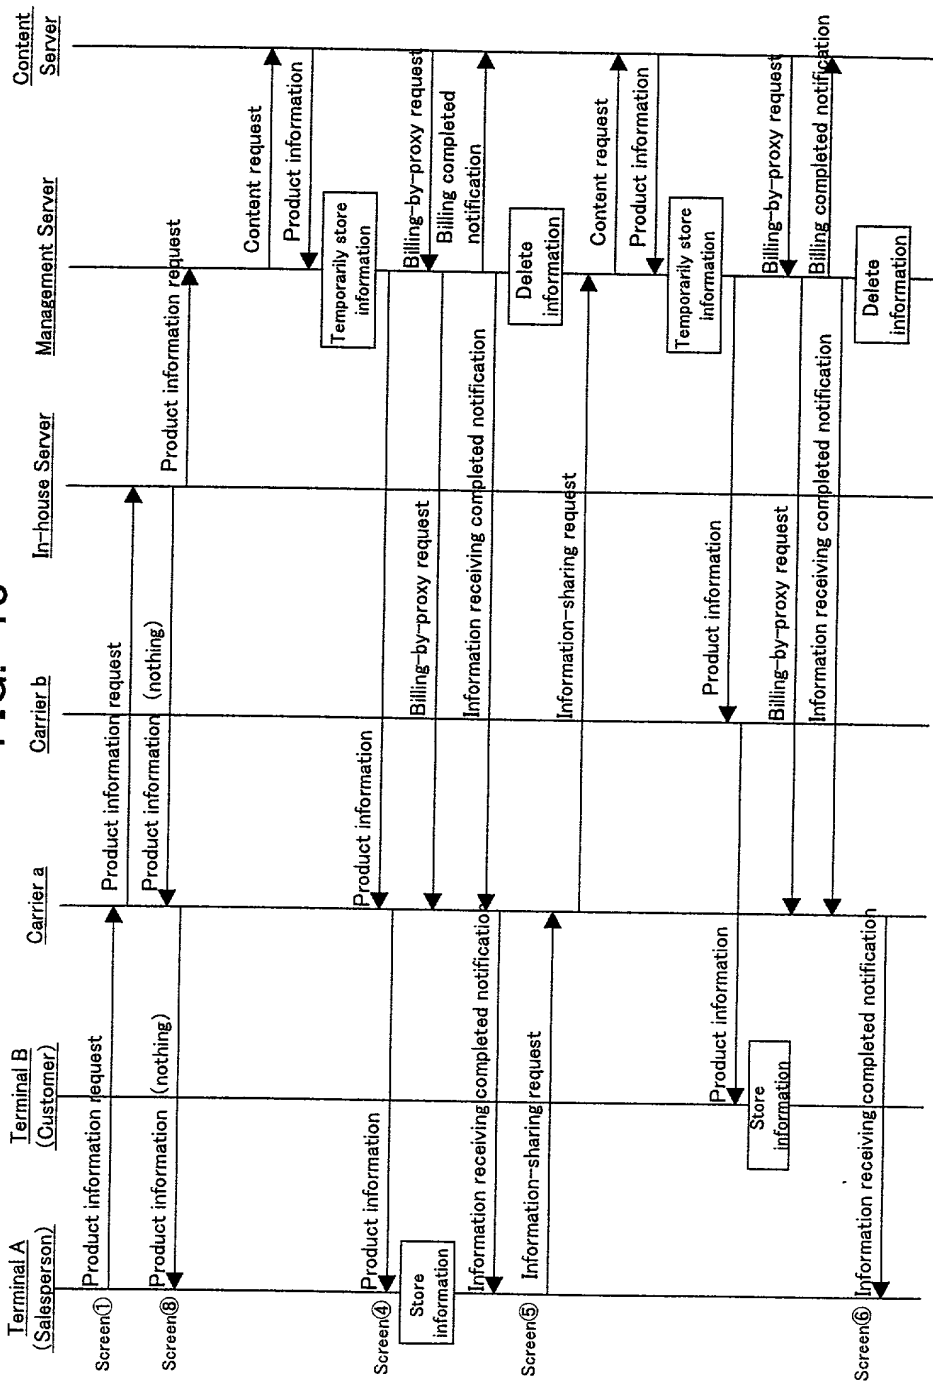 FIG.
Terminal A
(Salesperson)
Terminal B
(Customer)
Carrier a
Carrier b
In-house Server
Management Server
Content
Server
Screen①
Product information request
Product information request
Screen⑧
Product information (nothing)
Product information (nothing)
Product information request
Content request
Product information
Temporarily store
information
Screen④
Product information
Product information
Store
information
Billing-by-proxy request
Billing-by-proxy request
Billing completed
notification
Information receiving completed notification
Information receiving completed notification
Delete
information
Screen⑤
Information-sharing request
Information-sharing request
Content request
Product information
Temporarily store
information
Product information
Product information
Store
information
Billing-by-proxy request
Billing-by-proxy request
Billing completed notification
Information receiving completed notification
Delete
information
Screen⑥
Information receiving completed notification